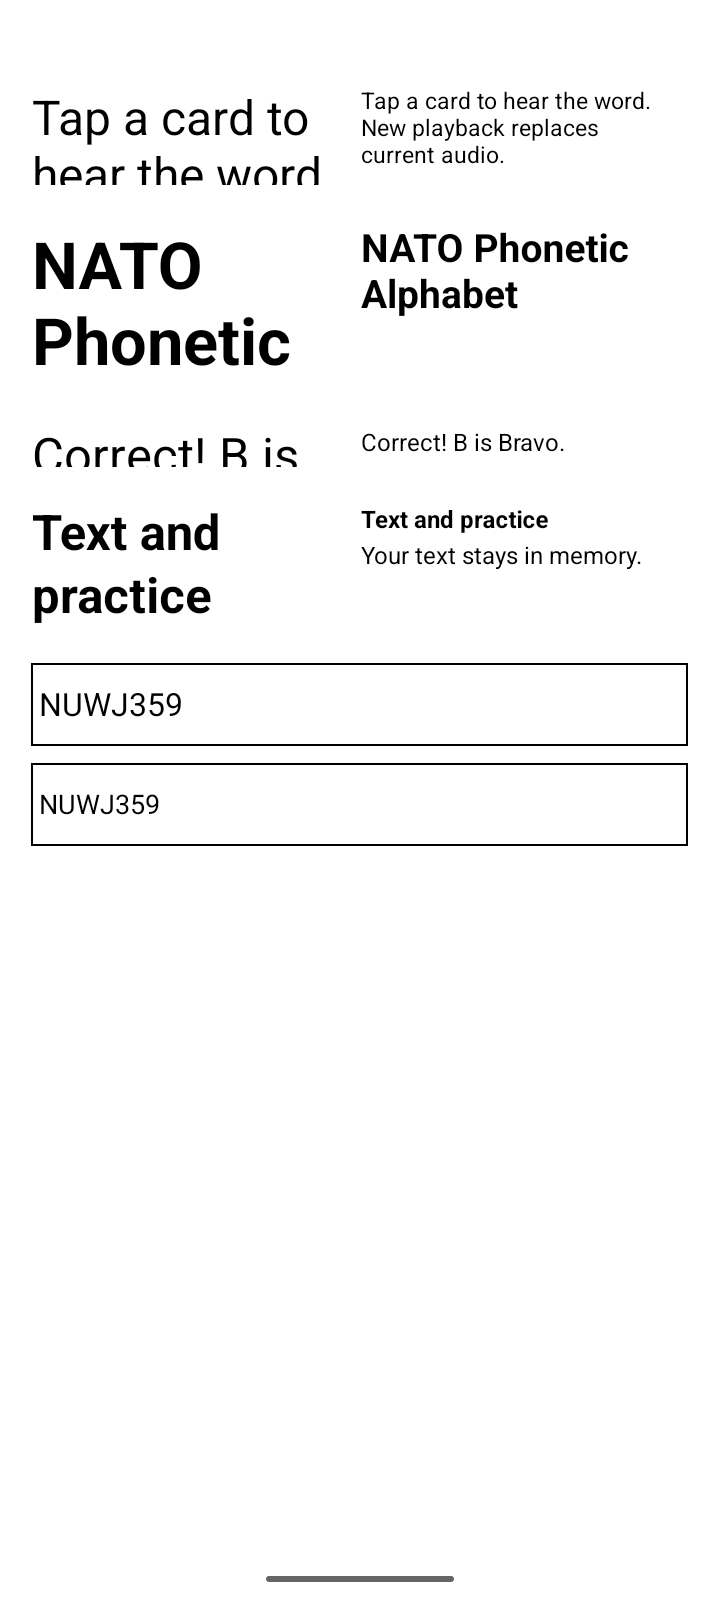 Tap a card to
hear the word
Tap a card to hear the word.
New playback replaces
current audio.
NATO
Phonetic
NATO Phonetic
Alphabet
Correct! B is
Correct! B is Bravo.
Text and
practice
Text and practice
Your text stays in memory.
NUWJ359
NUWJ359